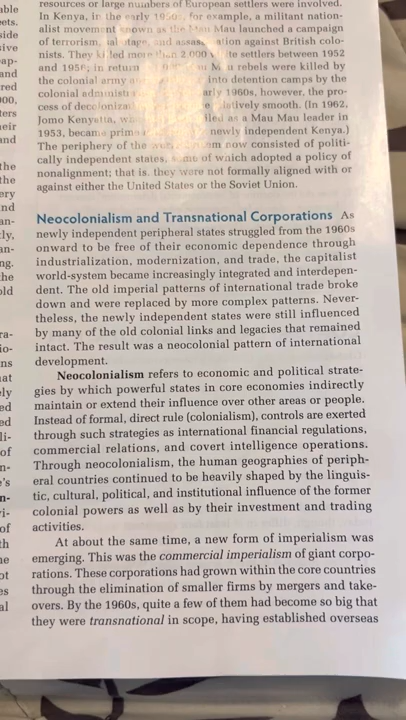 resources or large numbers of European settlers were involved.
In Kenya, in the early 1950s, for example, a militant nation-
alist movement known as the Mau Mau launched a campaign
of terrorism, sabotage, and assassination against British colo-
nists. They killed more than 2,000 white settlers between 1952
and 1956; in return, Mau rebels were killed by
the colonial army into detention camps by the
colonial administra early 1960s, however, the pro-
cess of decoloniza relatively smooth. (In 1962,
Jomo Kenyatta, jailed as a Mau Mau leader in
1953, became prime newly independent Kenya.)
The periphery of the system now consisted of politi-
cally independent states, some of which adopted a policy of
nonalignment; that is, they were not formally aligned with or
against either the United States or the Soviet Union.
Neocolonialism and Transnational Corporations As
newly independent peripheral states struggled from the 1960s
onward to be free of their economic dependence through
industrialization, modernization, and trade, the capitalist
world-system became increasingly integrated and interdepen-
dent. The old imperial patterns of international trade broke
down and were replaced by more complex patterns. Never-
theless, the newly independent states were still influenced
by many of the old colonial links and legacies that remained
intact. The result was a neocolonial pattern of international
development.
Neocolonialism refers to economic and political strate-
gies by which powerful states in core economies indirectly
maintain or extend their influence over other areas or people.
Instead of formal, direct rule (colonialism), controls are exerted
through such strategies as international financial regulations,
commercial relations, and covert intelligence operations.
Through neocolonialism, the human geographies of periph-
eral countries continued to be heavily shaped by the linguis-
tic, cultural, political, and institutional influence of the former
colonial powers as well as by their investment and trading
activities.
At about the same time, a new form of imperialism was
emerging. This was the commercial imperialism of giant corpo-
rations. These corporations had grown within the core countries
through the elimination of smaller firms by mergers and take-
overs. By the 1960s, quite a few of them had become so big that
they were transnational in scope, having established overseas